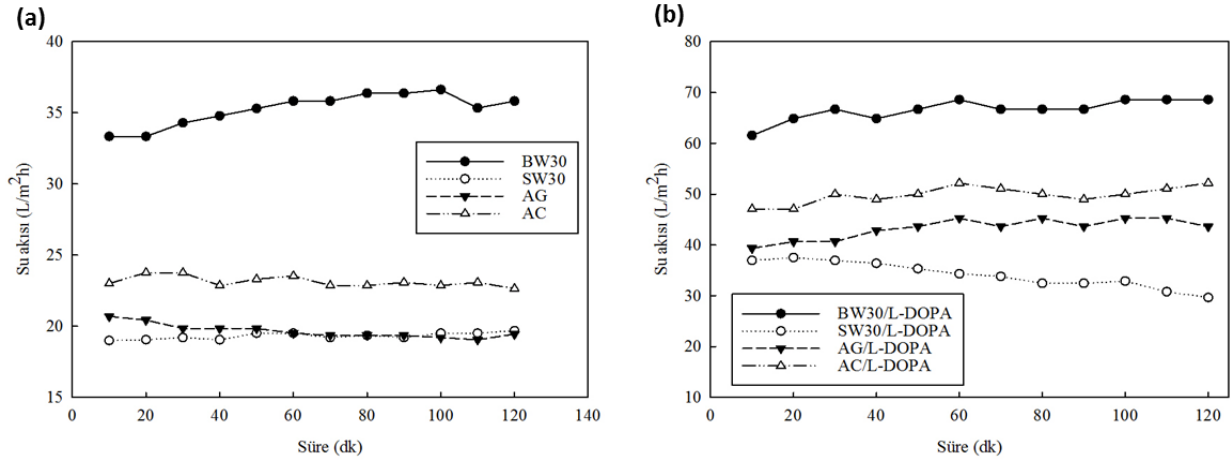 (a)
40
35
30
25
20
15
Su akısı (L/m²h)
BW30
SW30
AG
AC
0 20 40 60 80 100 120 140
Süre (dk)
(b)
80
70
60
50
40
30
20
10
Su akısı (L/m²h)
BW30/L-DOPA
SW30/L-DOPA
AG/L-DOPA
AC/L-DOPA
0 20 40 60 80 100 120
Süre (dk)